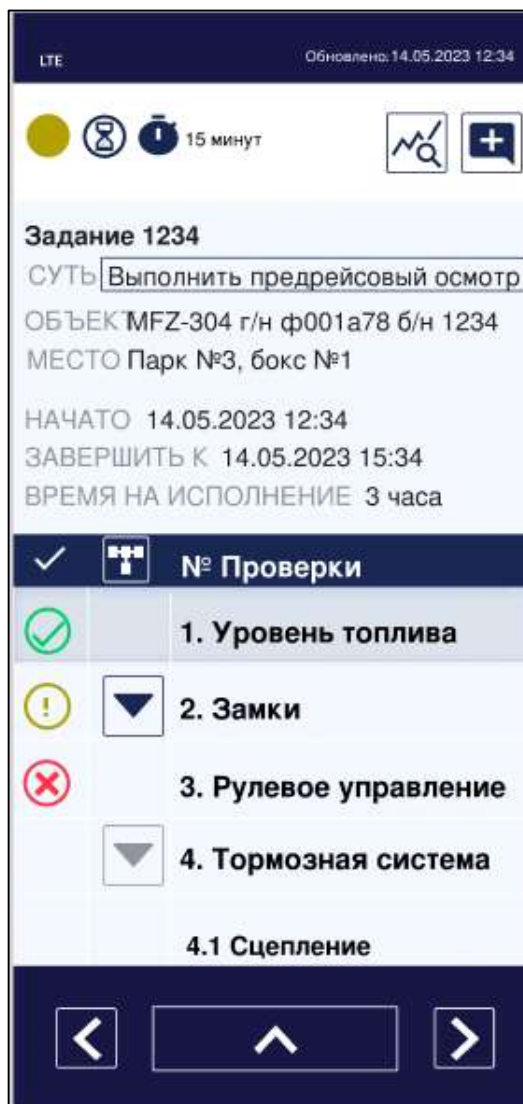 LTE Обновлено:14.05.2023 12:34
15 минут
Задание 1234
СУТЬ Выполнить предрейсовый осмотр
ОБЪЕКТ MFZ-304 г/н ф001а78 б/н 1234
МЕСТО Парк №3, бокс №1
НАЧАТО 14.05.2023 12:34
ЗАВЕРШИТЬ К 14.05.2023 15:34
ВРЕМЯ НА ИСПОЛНЕНИЕ 3 часа
№ Проверки
1. Уровень топлива
2. Замки
3. Рулевое управление
4. Тормозная система
4.1 Сцепление